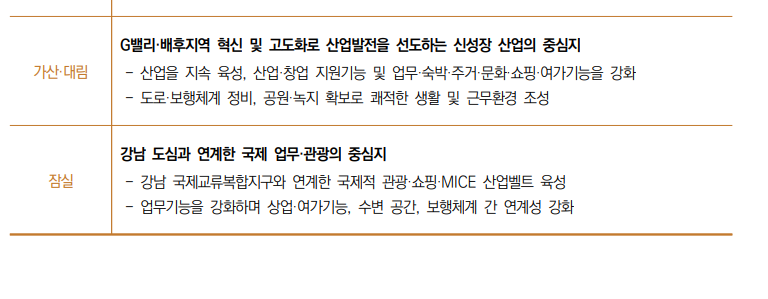 G밸리·배후지역 혁신 및 고도화로 산업발전을 선도하는 신성장 산업의 중심지
가산·대림
- 산업을 지속 육성, 산업·창업 지원기능 및 업무·숙박·주거·문화·쇼핑·여가기능을 강화
- 도로·보행체계 정비, 공원·녹지 확보로 쾌적한 생활 및 근무환경 조성
강남 도심과 연계한 국제 업무·관광의 중심지
잠실
- 강남 국제교류복합지구와 연계한 국제적 관광·쇼핑·MICE 산업벨트 육성
- 업무기능을 강화하며 상업·여가기능, 수변 공간, 보행체계 간 연계성 강화